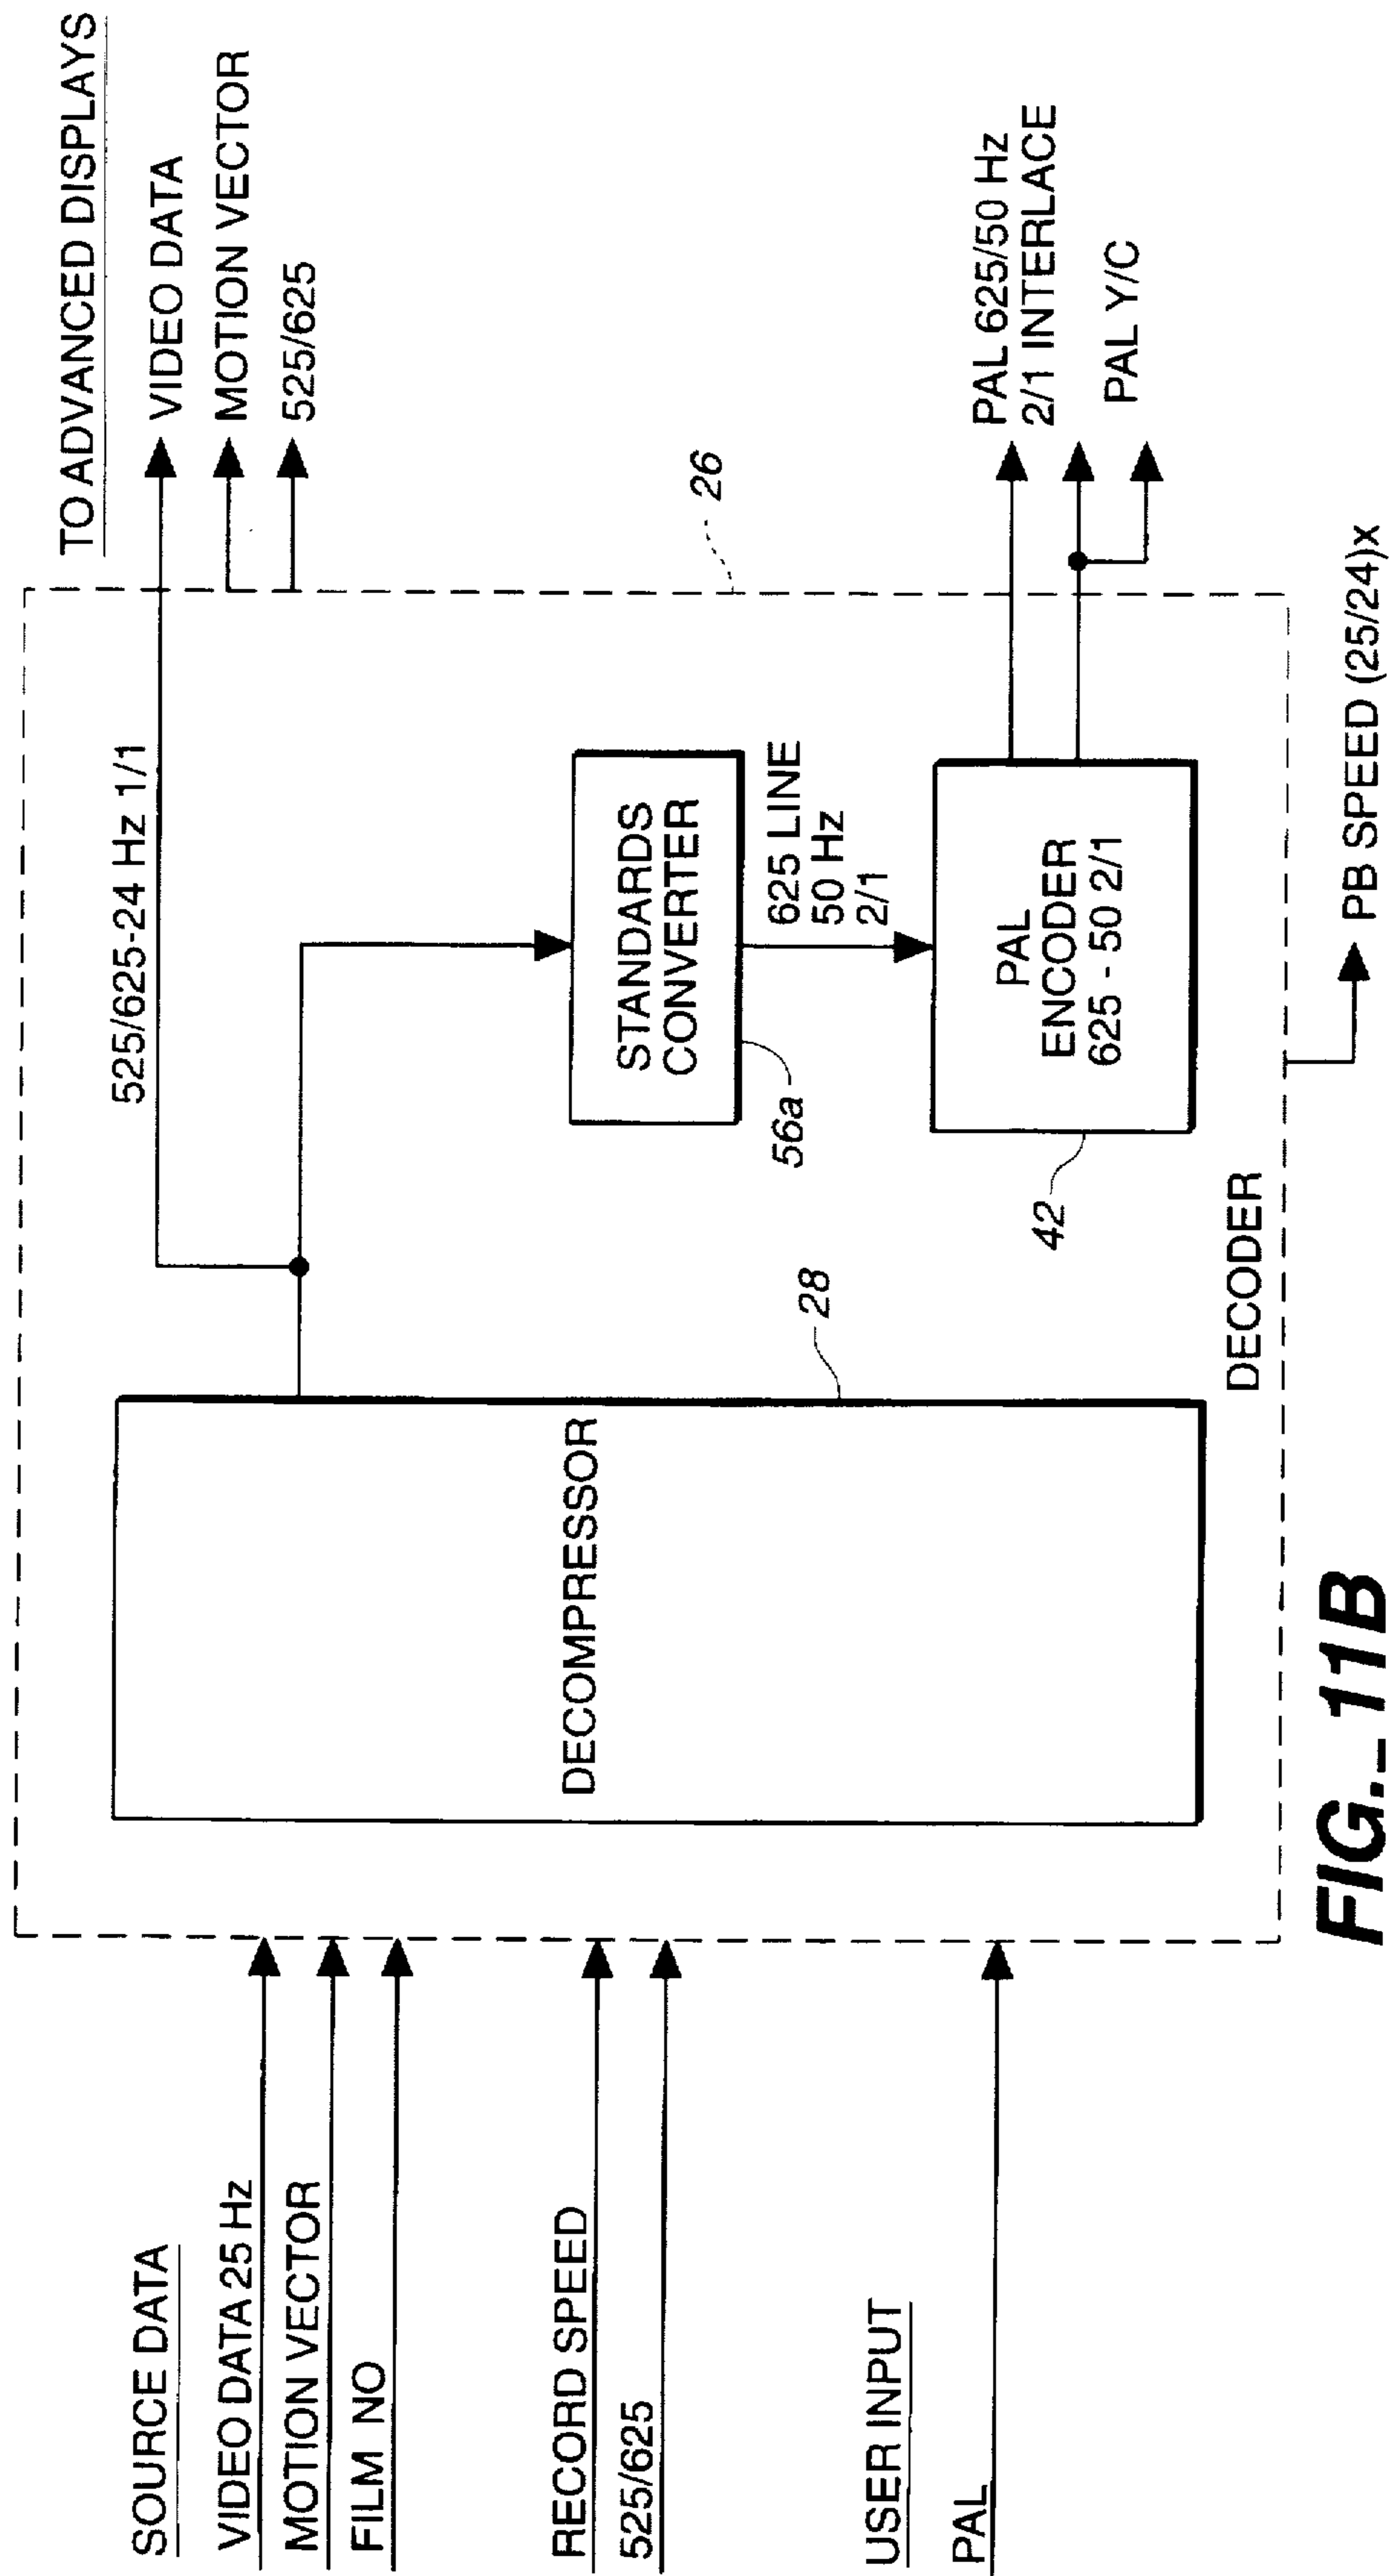 SOURCE DATA
VIDEO DATA 25 Hz
MOTION VECTOR
FILM NO
RECORD SPEED
525/625
USER INPUT
PAL
DECOMPRESSOR
28
525/625-24 Hz 1/1
STANDARDS
CONVERTER
56a
625 LINE
50 Hz
2/1
PAL
ENCODER
625 - 50 2/1
42
DECODER
26
TO ADVANCED DISPLAYS
VIDEO DATA
MOTION VECTOR
525/625
PAL 625/50 Hz
2/1 INTERLACE
PAL Y/C
PB SPEED (25/24)x
FIG._11B